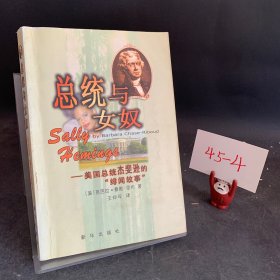 总统与
女奴
Sally
by Barbara Chase-Riboud
Hemings
——美国总统杰斐逊的
“绯闻故事”
新华出版社
45-4